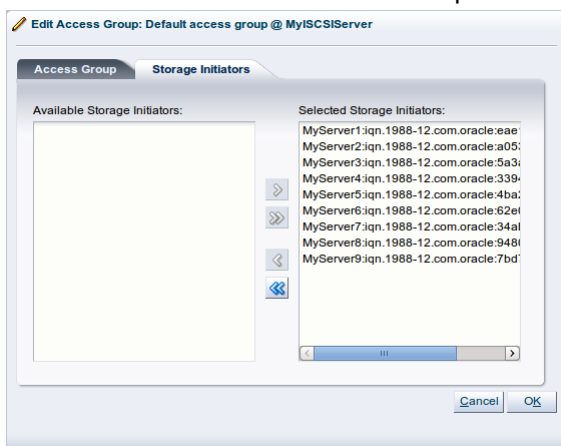 Edit Access Group: Default access group @ MyISCSIServer
Access Group
Storage Initiators
Available Storage Initiators:
Selected Storage Initiators:
MyServer1:iqn.1988-12.com.oracle:eae
MyServer2:iqn.1988-12.com.oracle:a05
MyServer3:iqn.1988-12.com.oracle:5a3
MyServer4:iqn.1988-12.com.oracle:339
MyServer5:iqn.1988-12.com.oracle:4ba
MyServer6:iqn.1988-12.com.oracle:62e
MyServer7:iqn.1988-12.com.oracle:34a
MyServer8:iqn.1988-12.com.oracle:948
MyServer9:iqn.1988-12.com.oracle:7bd
Cancel
OK